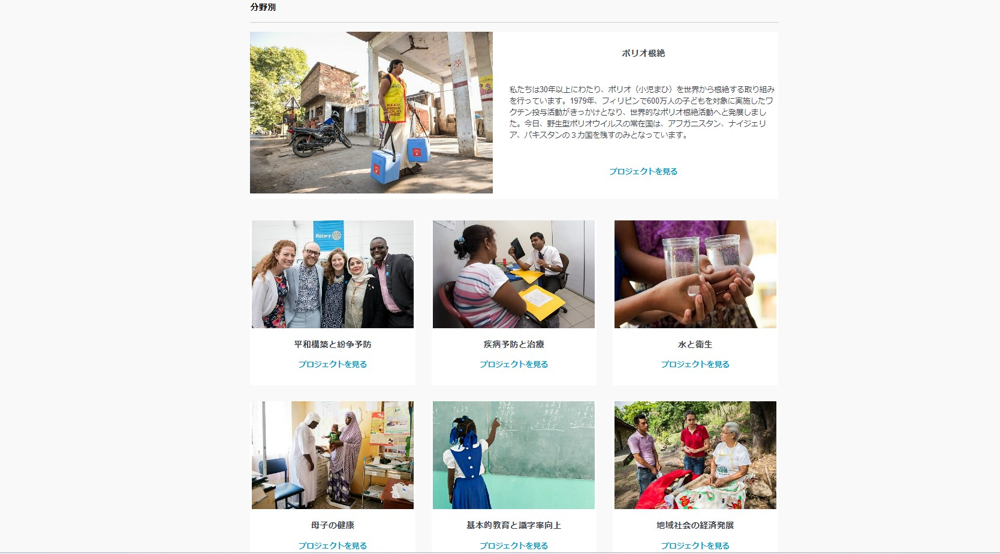 分野別
ポリオ根絶
私たちは30年以上にわたり、ポリオ（小児まひ）を世界から根絶する取り組み
を行っています。1979年、フィリピンで600万人の子どもを対象に実施したワ
クチン投与活動がきっかけとなり、世界的なポリオ根絶活動へと発展しまし
た。今日、野生型ポリオウイルスの常在国は、アフガニスタン、ナイジェリ
ア、パキスタンの３カ国を残すのみとなっています。
プロジェクトを見る
KEEP
INDIA
POLIO
FREE
Rotary
平和構築と紛争予防
疾病予防と治療
水と衛生
プロジェクトを見る
プロジェクトを見る
プロジェクトを見る
母子の健康
基本的教育と識字率向上
地域社会の経済発展
プロジェクトを見る
プロジェクトを見る
プロジェクトを見る